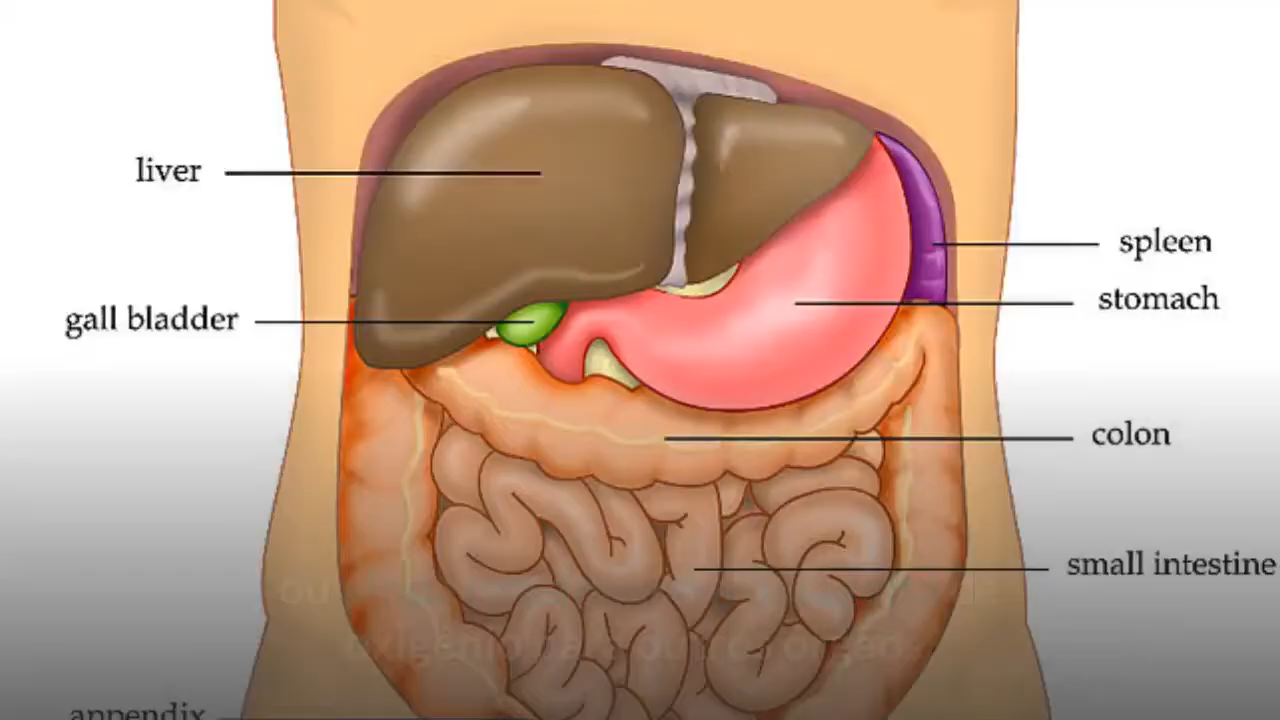 liver
spleen
stomach
gall bladder
colon
small intestine
appendix